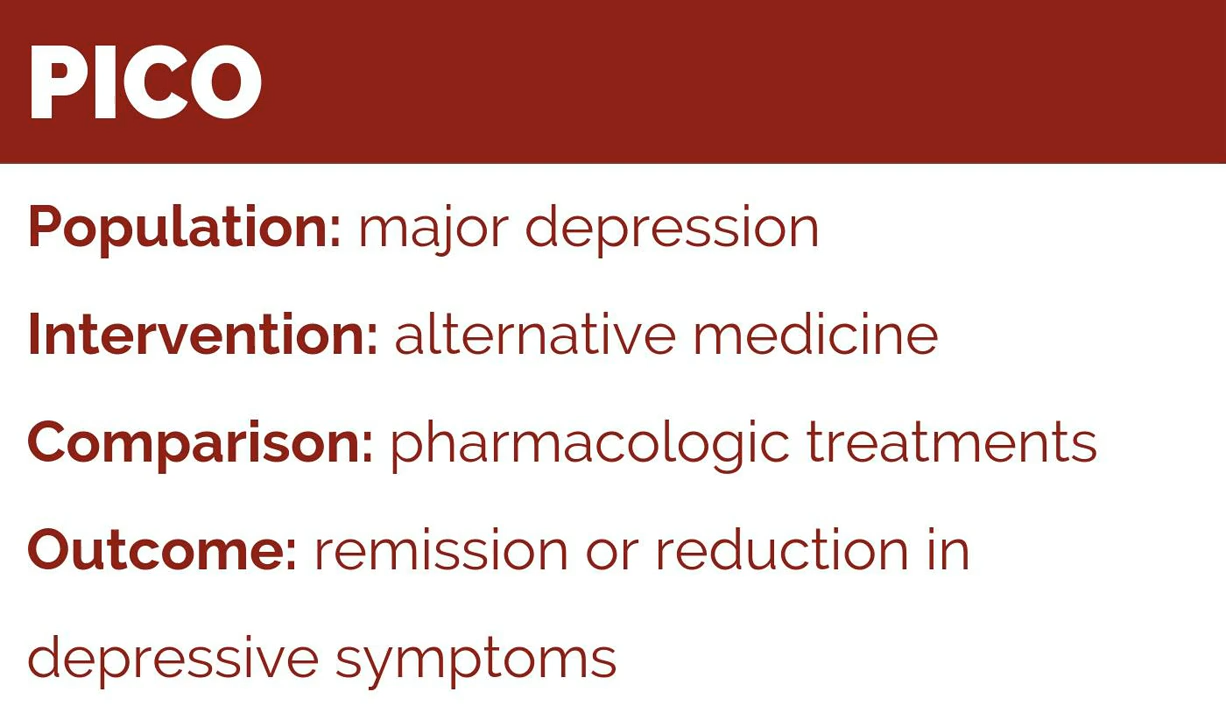 PICO
Population: major depression
Intervention: alternative medicine
Comparison: pharmacologic treatments
Outcome: remission or reduction in
depressive symptoms